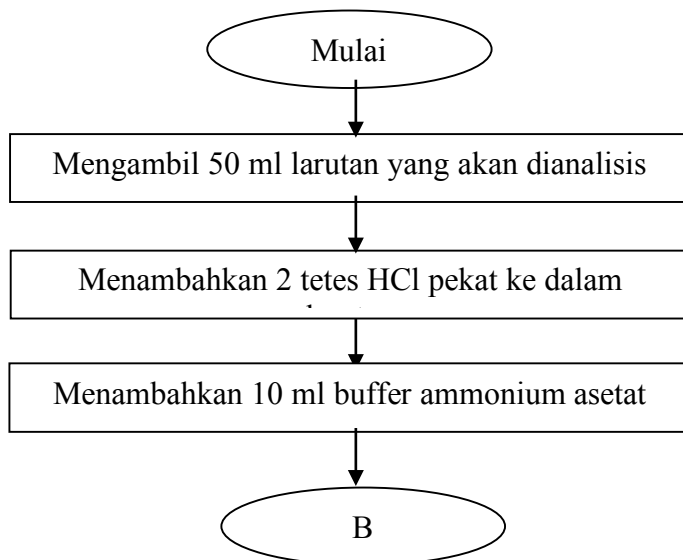 Mulai
Mengambil 50 ml larutan yang akan dianalisis
Menambahkan 2 tetes HCl pekat ke dalam
Menambahkan 10 ml buffer ammonium asetat
B